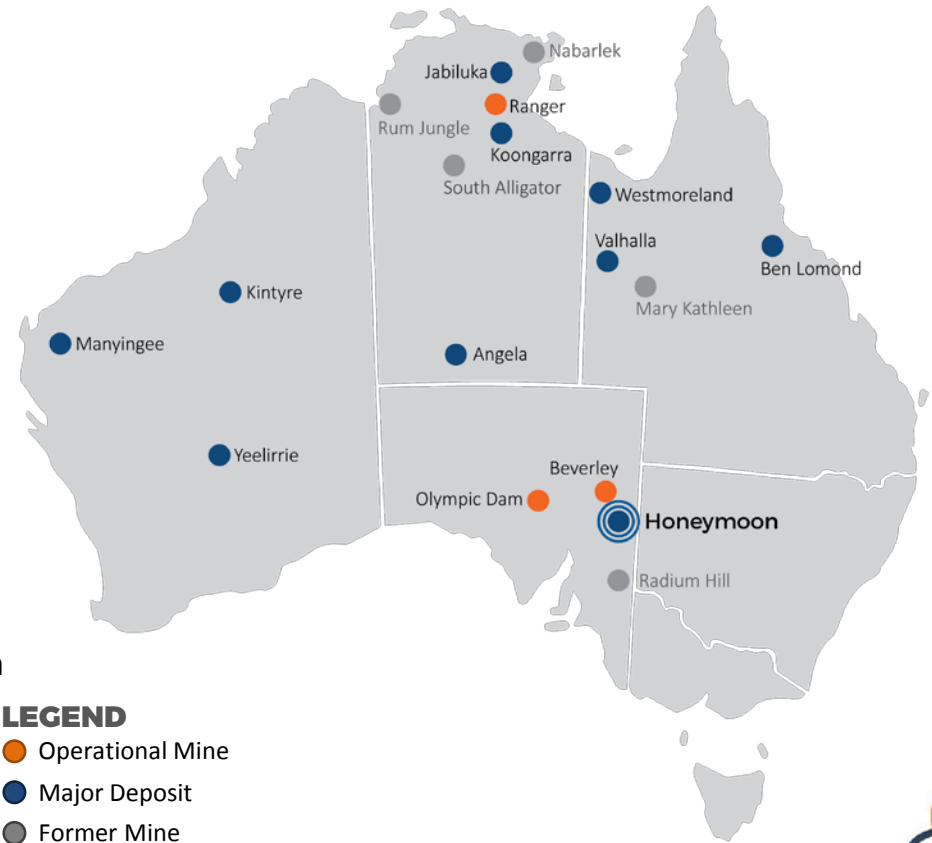 Nabarlek
Jabiluka
Ranger
Rum Jungle
Koongarra
South Alligator
Westmoreland
Valhalla
Ben Lomond
Mary Kathleen
Kintyre
Manyingee
Angela
Yeelirrie
Beverley
Olympic Dam
Honeymoon
Radium Hill
LEGEND
Operational Mine
Major Deposit
Former Mine